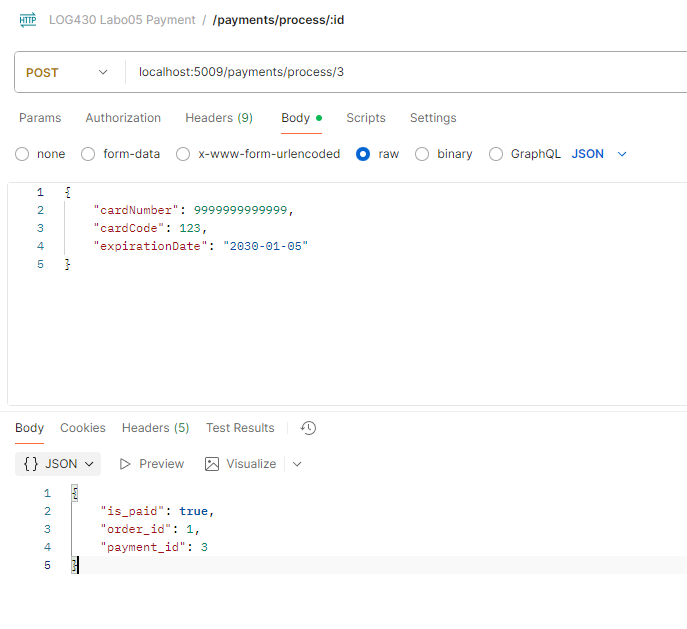 HTTP LOG430 Labo05 Payment / /payments/process/:id
POST localhost:5009/payments/process/3
Params Authorization Headers (9) Body Scripts Settings
none form-data x-www-form-urlencoded raw binary GraphQL JSON
1 {
2 "cardNumber": 9999999999999,
3 "cardCode": 123,
4 "expirationDate": "2030-01-05"
5 }
Body Cookies Headers (5) Test Results
{} JSON Preview Visualize
1 {
2 "is_paid": true,
3 "order_id": 1,
4 "payment_id": 3
5 }